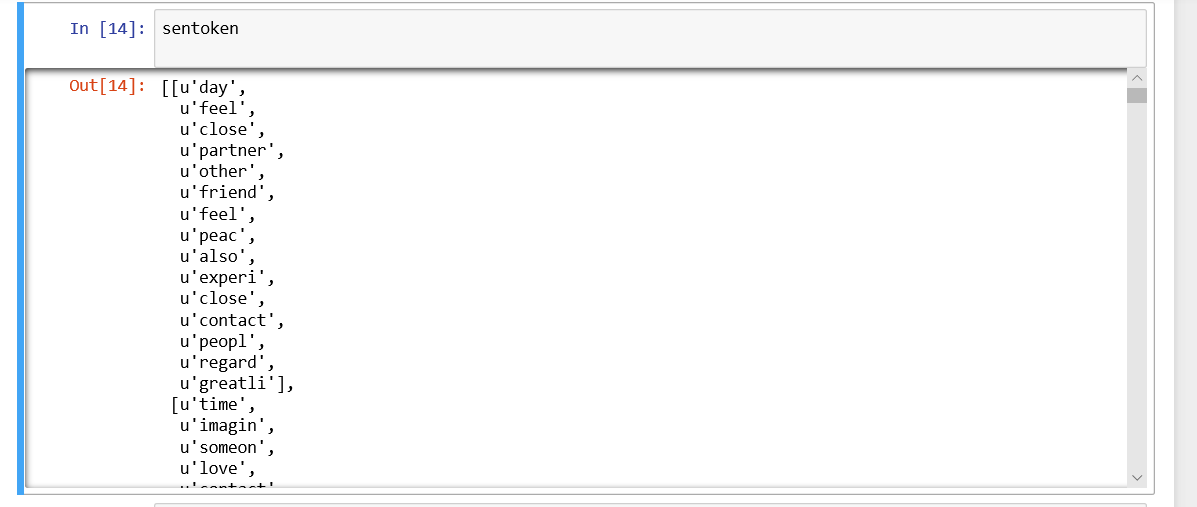 In [14]: sentoken
Out[14]: [[u'day',
u'feel',
u'close',
u'partner',
u'other',
u'friend',
u'feel',
u'peac',
u'also',
u'experi',
u'close',
u'contact',
u'peopl',
u'regard',
u'greatli'],
[u'time',
u'imagin',
u'someon',
u'love',
u'contact'